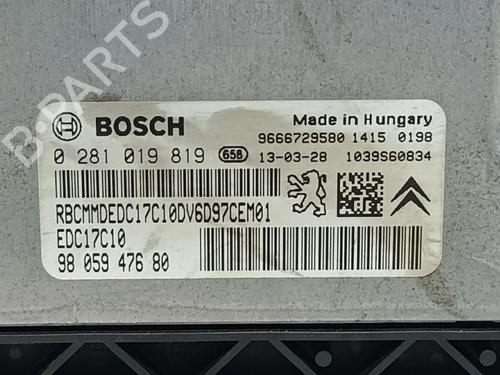 B-PARTS
BOSCH
Made in Hungary
9666729580 1415 0198
0 281 019 819 658 13-03-28 1039S60834
RBCMMDEDC17C10DV6D97CEM01
EDC17C10
98 059 476 80